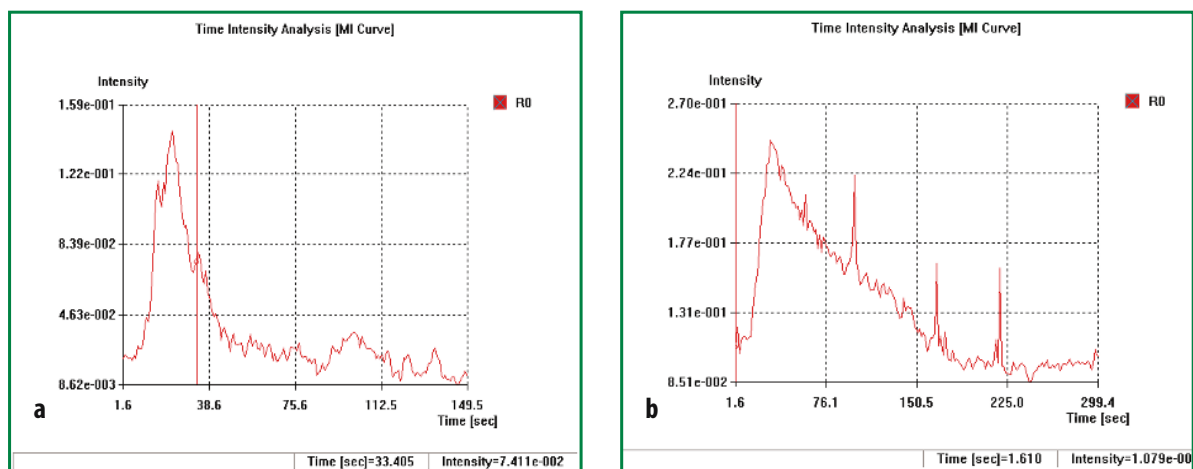 Time Intensity Analysis [MI Curve]
Intensity
R0
1.59e-001
1.22e-001
8.39e-002
4.63e-002
8.62e-003
1.6 38.6 75.6 112.5 149.5
Time [sec]
a
Time [sec]=33.405 Intensity=7.411e-002
Time Intensity Analysis [MI Curve]
Intensity
R0
2.70e-001
2.24e-001
1.77e-001
1.31e-001
8.51e-002
1.6 76.1 150.5 225.0 299.4
Time [sec]
b
Time [sec]=1.610 Intensity=1.079e-00